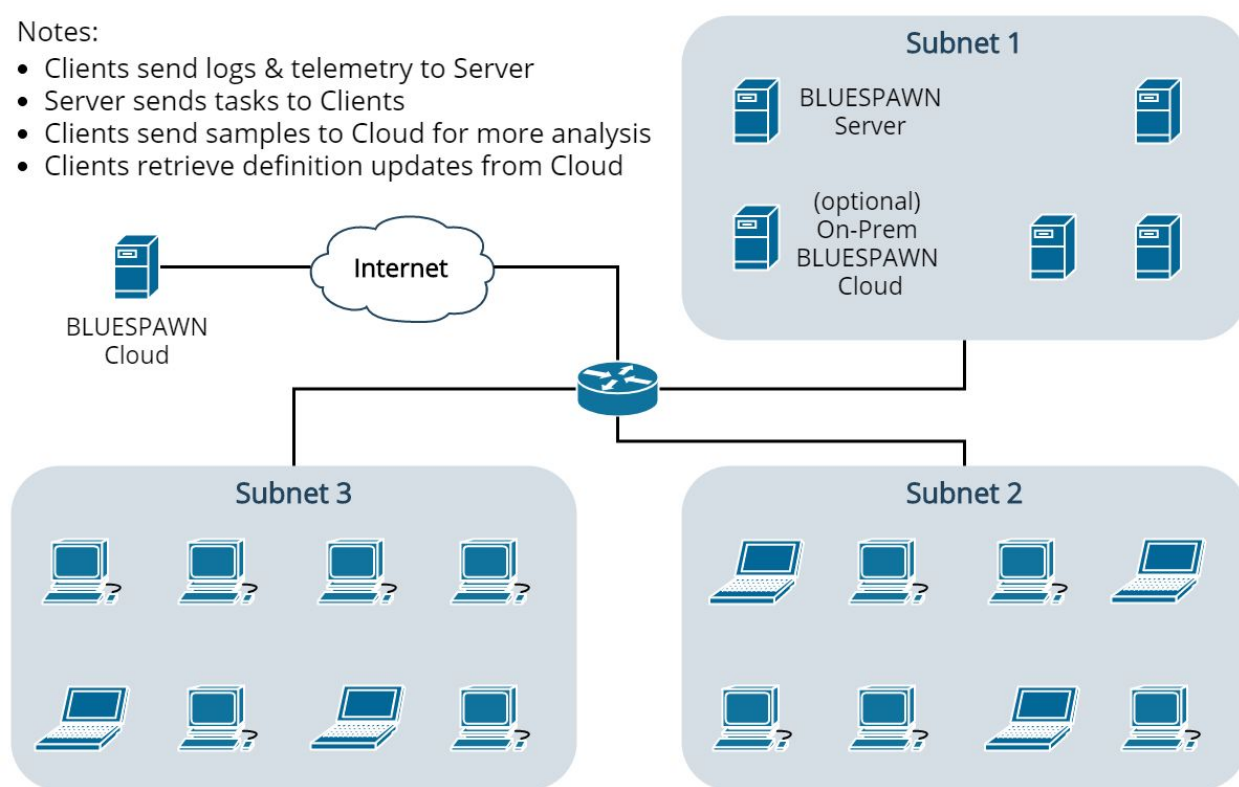 Notes:
• Clients send logs & telemetry to Server
• Server sends tasks to Clients
• Clients send samples to Cloud for more analysis
• Clients retrieve definition updates from Cloud
Subnet 1
BLUESPAWN
Server
(optional)
On-Prem
BLUESPAWN
Cloud
Internet
BLUESPAWN
Cloud
Subnet 3
Subnet 2